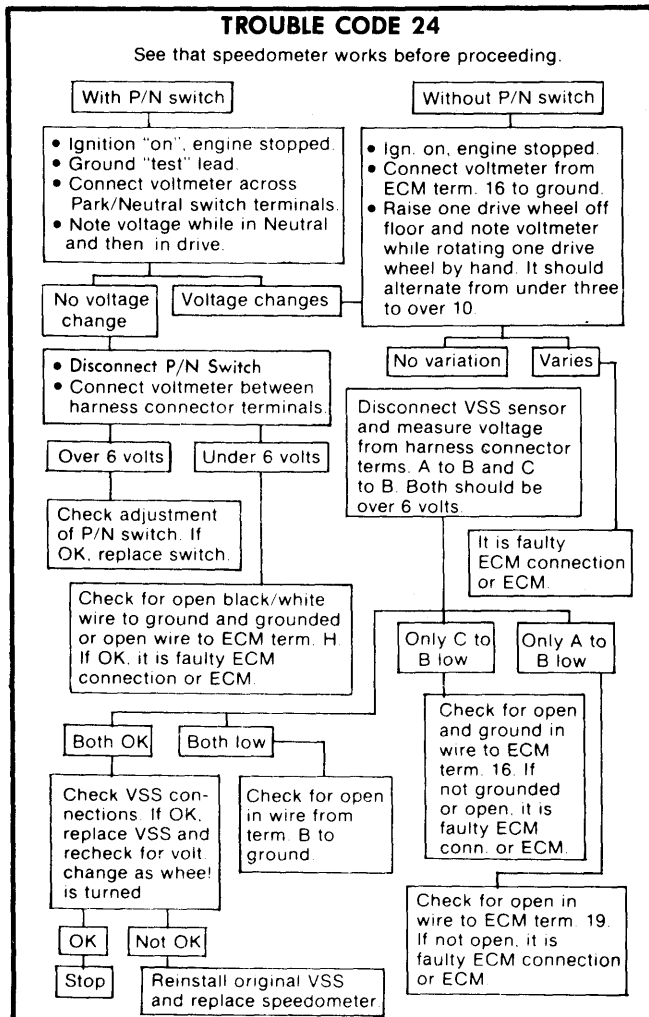 TROUBLE CODE 24
See that speedometer works before proceeding.
With P/N switch
Without P/N switch
• Ignition "on", engine stopped.
• Ground "test" lead.
• Connect voltmeter across
Park/Neutral switch terminals.
• Note voltage while in Neutral
and then in drive.
• Ign. on, engine stopped.
• Connect voltmeter from
ECM term. 16 to ground.
• Raise one drive wheel off
floor and note voltmeter
while rotating one drive
wheel by hand. It should
alternate from under three
to over 10.
No voltage
change
Voltage changes
• Disconnect P/N Switch
• Connect voltmeter between
harness connector terminals.
No variation
Varies
Over 6 volts
Under 6 volts
Disconnect VSS sensor
and measure voltage
from harness connector
terms. A to B and C
to B. Both should be
over 6 volts.
Check adjustment
of P/N switch. If
OK, replace switch.
It is faulty
ECM connection
or ECM.
Check for open black/white
wire to ground and grounded
or open wire to ECM term. H.
If OK, it is faulty ECM
connection or ECM.
Only C to
B low
Only A to
B low
Both OK
Both low
Check for open
and ground in
wire to ECM
term. 16. If
not grounded
or open, it is
faulty ECM
conn. or ECM.
Check VSS con-
nections. If OK,
replace VSS and
recheck for volt.
change as wheel
is turned
Check for open
in wire from
term. B to
ground.
Check for open in
wire to ECM term. 19.
If not open, it is
faulty ECM connection
or ECM
OK
Not OK
Stop
Reinstall original VSS
and replace speedometer.